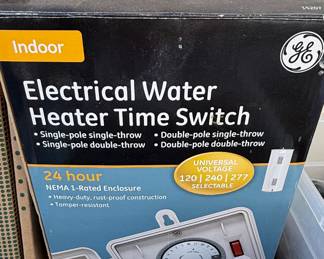 Indoor
GE
Electrical Water
Heater Time Switch
• Single-pole single-throw • Double-pole single-throw
• Single-pole double-throw • Double-pole double-throw
24 hour
NEMA 1-Rated Enclosure
• Heavy-duty, rust-proof construction
• Tamper-resistant
UNIVERSAL
VOLTAGE
120 | 240 | 277
SELECTABLE